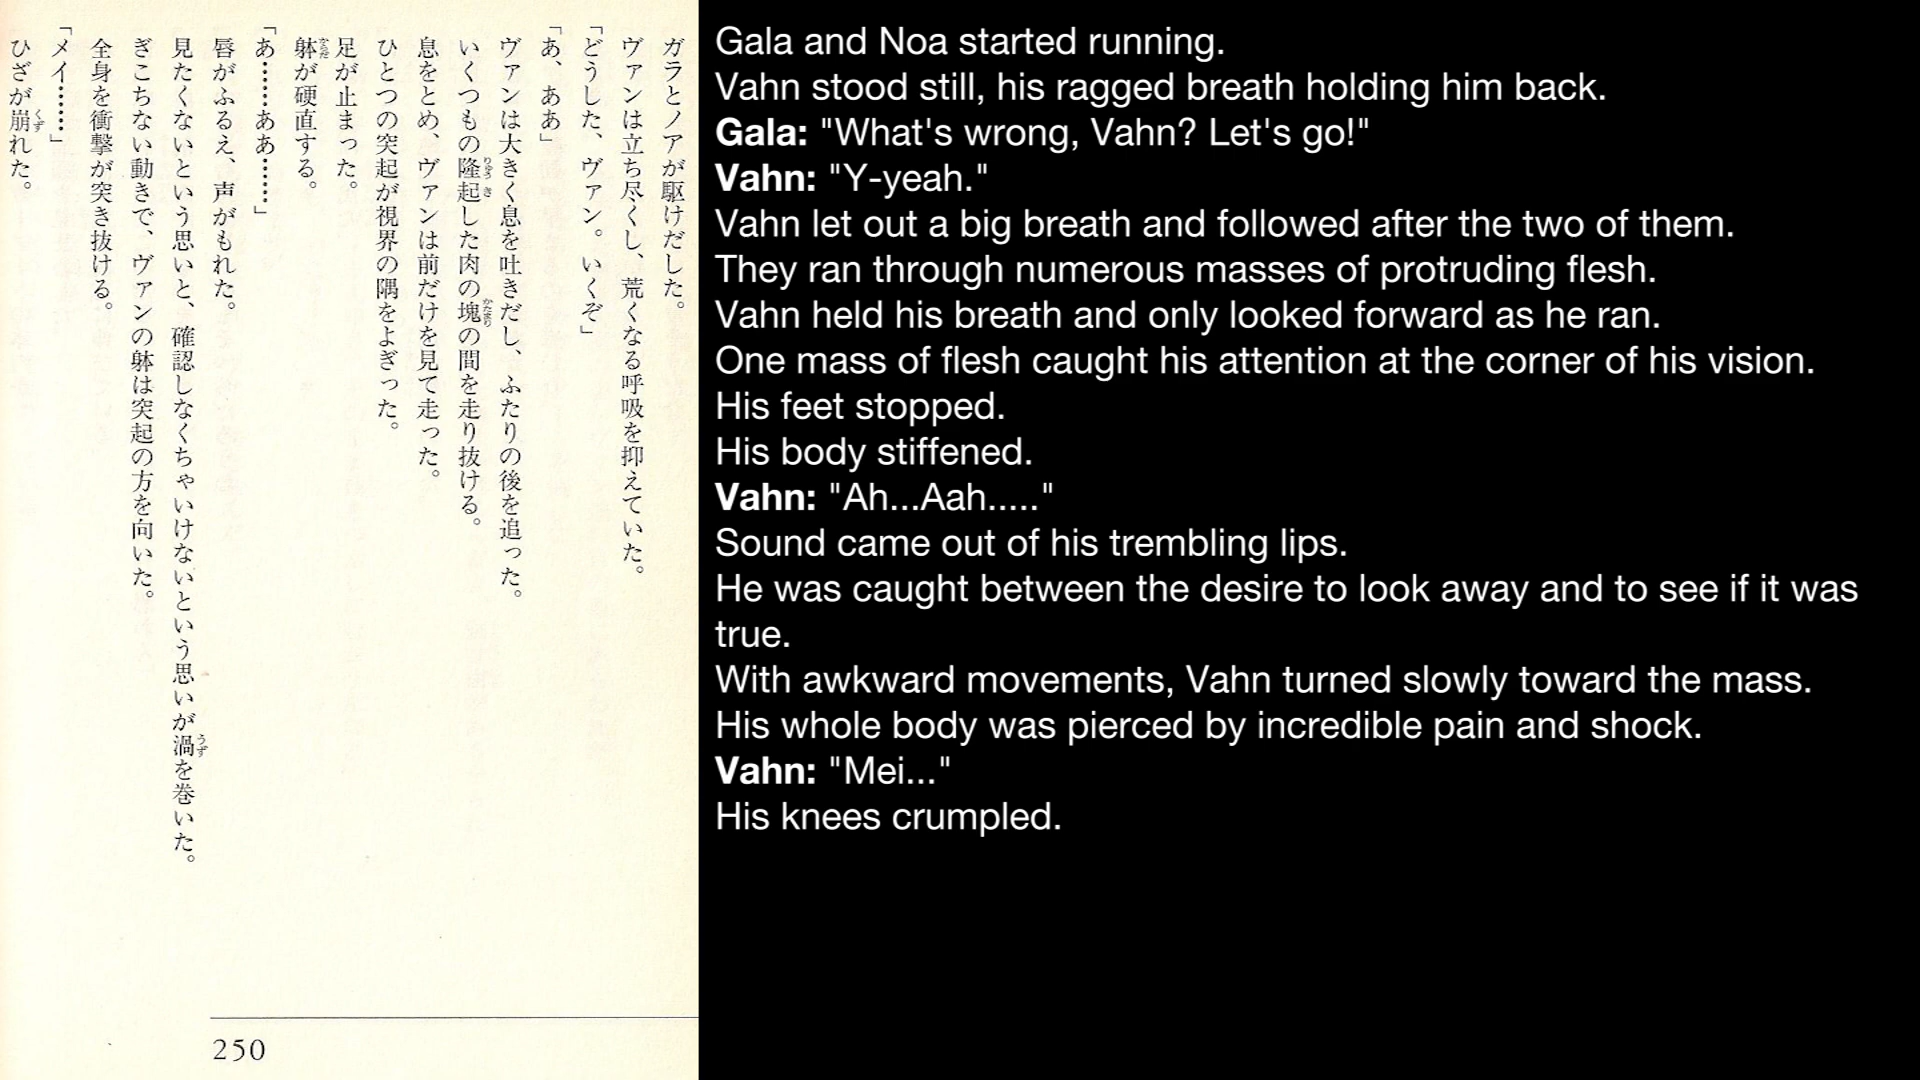 ガラとノアが駆けだした。
ヴァンは立ち尽くし、荒くなる呼吸を抑えていた。
「どうした、ヴァン。いくぞ」
「あ、ああ」
ヴァンは大きく息を吐きだし、ふたりの後を追った。
いくつもの隆起した肉の塊の間を走り抜ける。
息をとめ、ヴァンは前だけを見て走った。
ひとつの突起が視界の隅をよぎった。
足が止まった。
躰が硬直する。
「あ……ああ……」
唇がふるえ、声がもれた。
見たくないという思いと、確認しなくちゃいけないという思いが渦を巻いた。
ぎこちない動きで、ヴァンの躰は突起の方を向いた。
全身を衝撃が突き抜ける。
「メイ……」
ひざが崩れた。
250
Gala and Noa started running.
Vahn stood still, his ragged breath holding him back.
Gala: "What's wrong, Vahn? Let's go!"
Vahn: "Y-yeah."
Vahn let out a big breath and followed after the two of them.
They ran through numerous masses of protruding flesh.
Vahn held his breath and only looked forward as he ran.
One mass of flesh caught his attention at the corner of his vision.
His feet stopped.
His body stiffened.
Vahn: "Ah...Aah....."
Sound came out of his trembling lips.
He was caught between the desire to look away and to see if it was
true.
With awkward movements, Vahn turned slowly toward the mass.
His whole body was pierced by incredible pain and shock.
Vahn: "Mei..."
His knees crumpled.